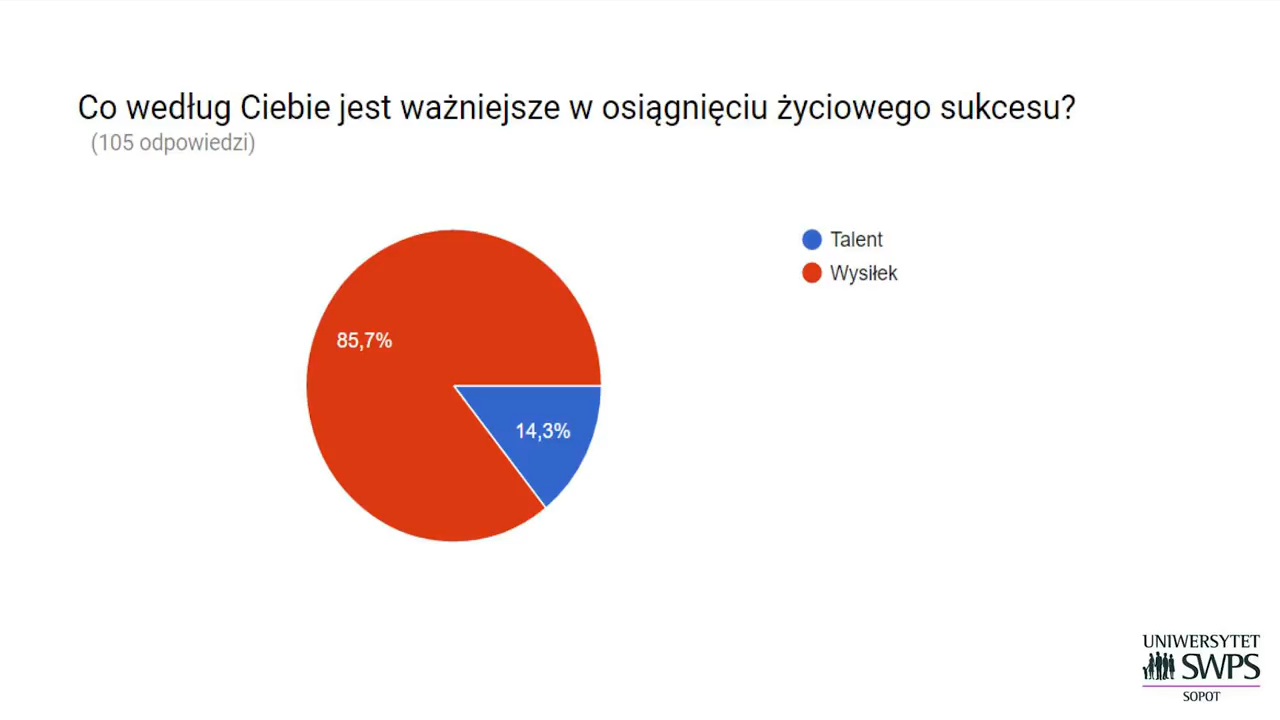 Co według Ciebie jest ważniejsze w osiągnięciu życiowego sukcesu?
(105 odpowiedzi)
Talent
Wysiłek
85,7%
14,3%
UNIWERSYTET
SWPS
SOPOT